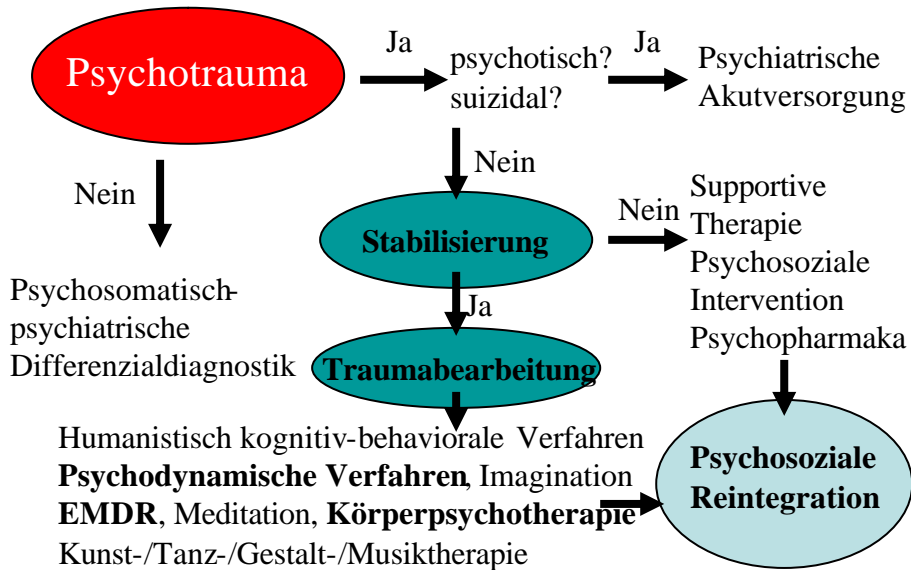 Psychotrauma
Ja
psychotisch?
suizidal?
Ja
Psychiatrische
Akutversorgung
Nein
Psychosomatisch-
psychiatrische
Differenzialdiagnostik
Nein
Stabilisierung
Nein
Supportive
Therapie
Psychosoziale
Intervention
Psychopharmaka
Ja
Traumabearbeitung
Humanistisch kognitiv-behaviorale Verfahren
Psychodynamische Verfahren, Imagination
EMDR, Meditation, Körperpsychotherapie
Kunst-/Tanz-/Gestalt-/Musiktherapie
Psychosoziale
Reintegration